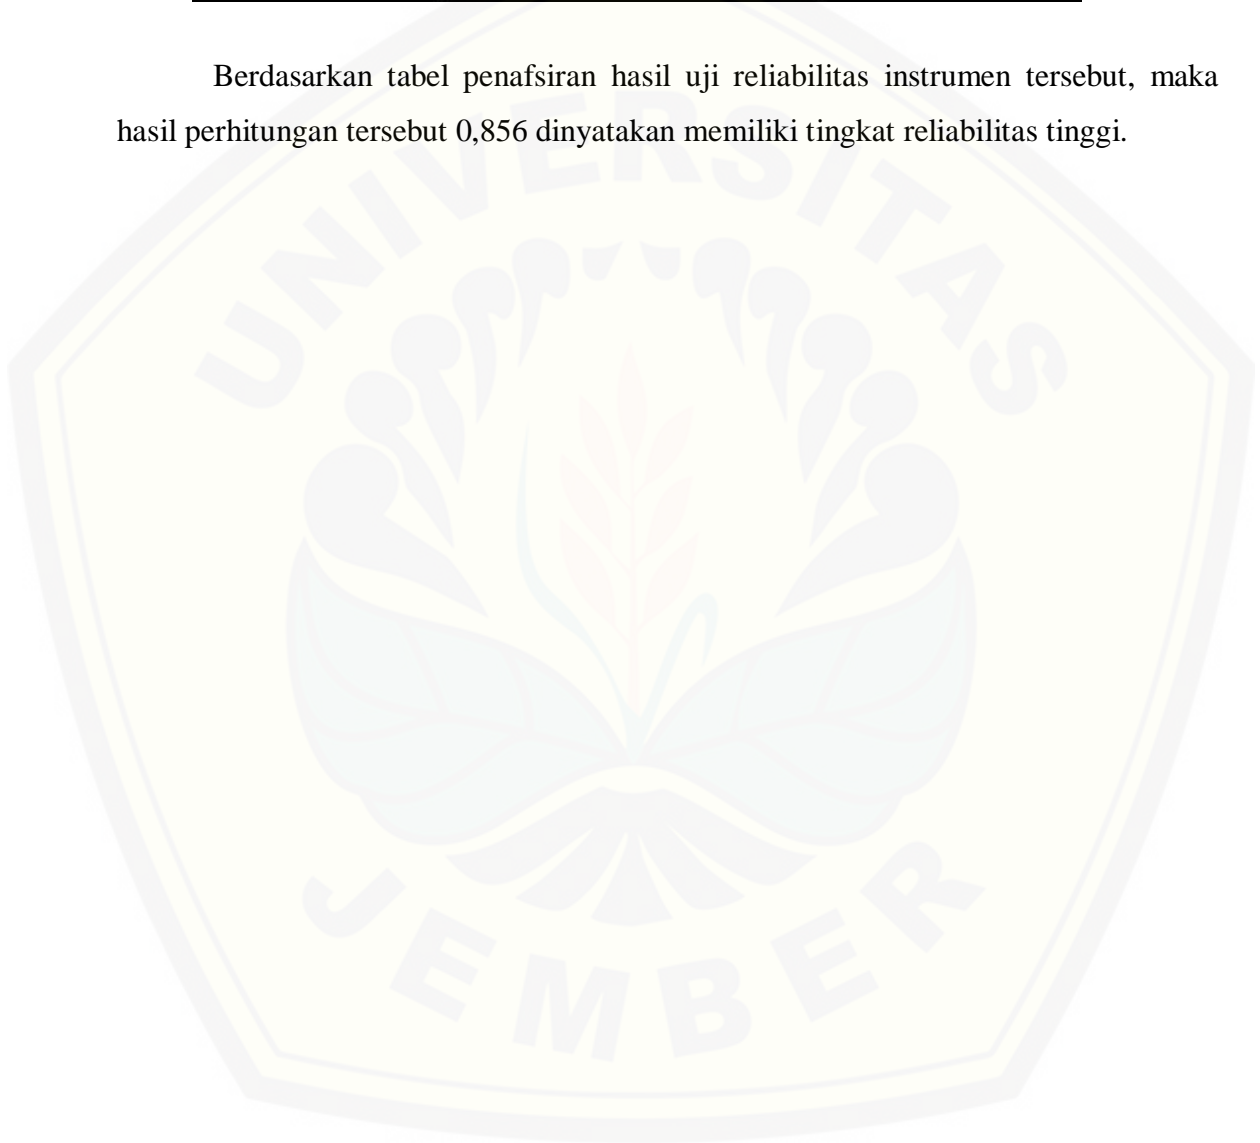 Berdasarkan tabel penafsiran hasil uji reliabilitas instrumen tersebut, maka
hasil perhitungan tersebut 0,856 dinyatakan memiliki tingkat reliabilitas tinggi.
UNIVERSITAS
JEMBER